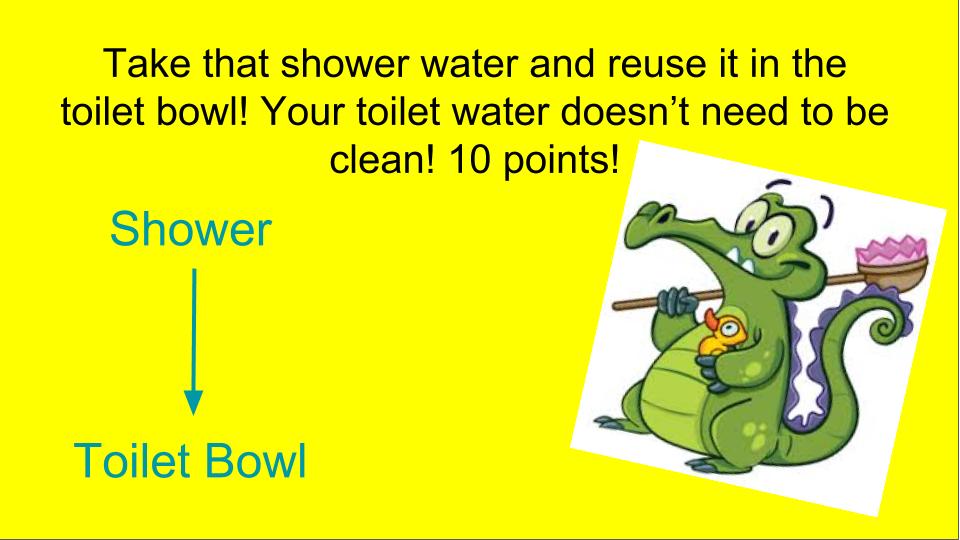 Take that shower water and reuse it in the
toilet bowl! Your toilet water doesn’t need to be
clean! 10 points!
Shower
Toilet Bowl